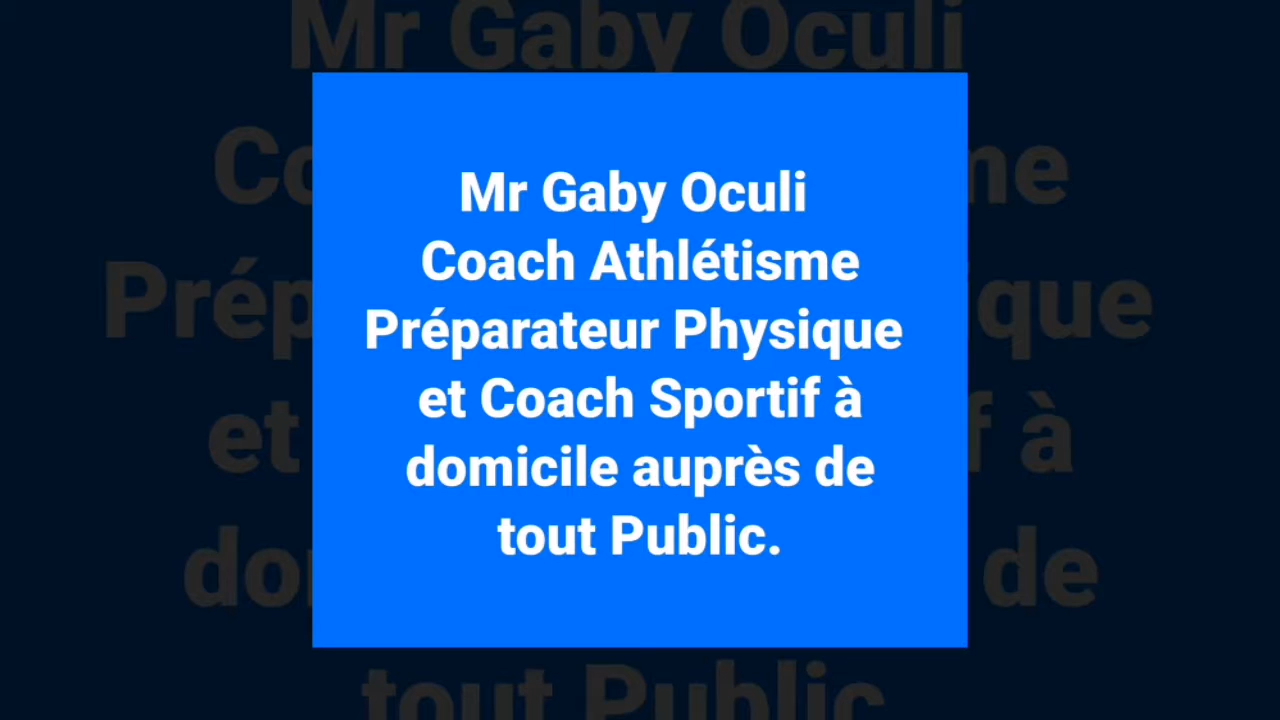 Mr Gaby Oculi
Coach Athlétisme
Préparateur Physique
et Coach Sportif à
domicile auprès de
tout Public.